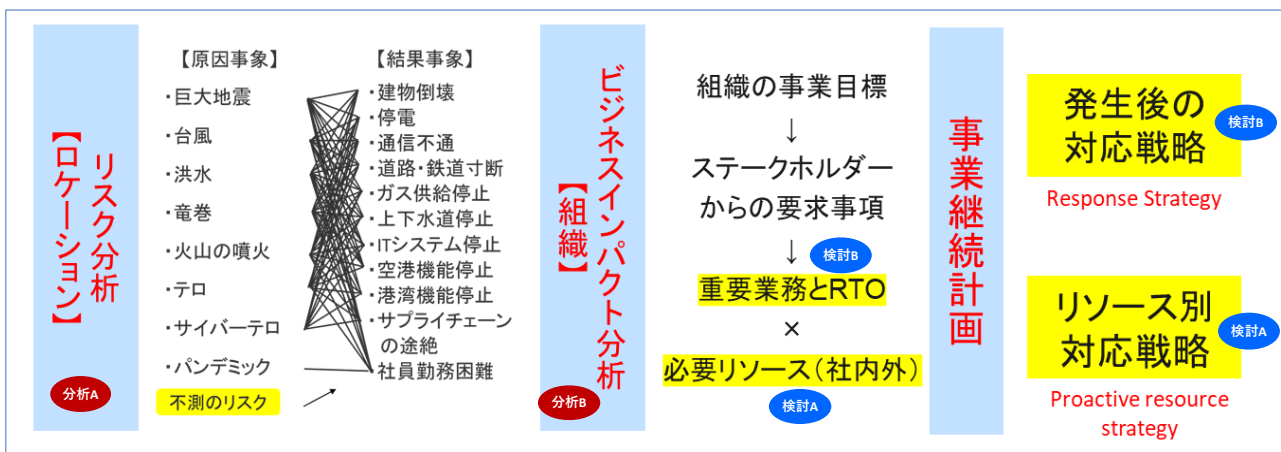 リスク分析
【ロケーション】
分析A
【原因事象】
・巨大地震
・台風
・洪水
・竜巻
・火山の噴火
・テロ
・サイバーテロ
・パンデミック
不測のリスク
【結果事象】
・建物倒壊
・停電
・通信不通
・道路・鉄道寸断
・ガス供給停止
・上下水道停止
・ITシステム停止
・空港機能停止
・港湾機能停止
・サプライチェーン
の途絶
・社員勤務困難
ビジネスインパクト分析
【組織】
分析B
組織の事業目標
↓
ステークホルダー
からの要求事項
↓
検討B
重要業務とRTO
×
必要リソース（社内外）
検討A
事業継続計画
発生後の
対応戦略
検討B
Response Strategy
リソース別
対応戦略
検討A
Proactive resource
strategy